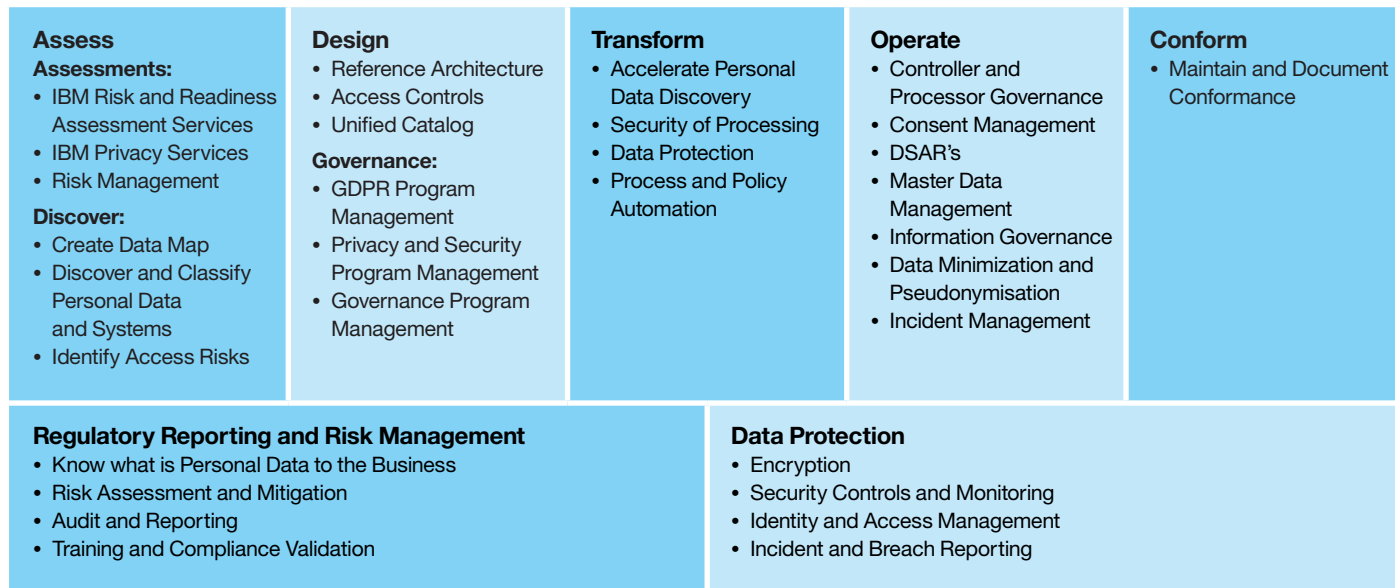 Assess
Assessments:
• IBM Risk and Readiness
Assessment Services
• IBM Privacy Services
• Risk Management
Discover:
• Create Data Map
• Discover and Classify
Personal Data
and Systems
• Identify Access Risks
Design
• Reference Architecture
• Access Controls
• Unified Catalog
Governance:
• GDPR Program
Management
• Privacy and Security
Program Management
• Governance Program
Management
Transform
• Accelerate Personal
Data Discovery
• Security of Processing
• Data Protection
• Process and Policy
Automation
Operate
• Controller and
Processor Governance
• Consent Management
• DSAR's
• Master Data
Management
• Information Governance
• Data Minimization and
Pseudonymisation
• Incident Management
Conform
• Maintain and Document
Conformance
Regulatory Reporting and Risk Management
• Know what is Personal Data to the Business
• Risk Assessment and Mitigation
• Audit and Reporting
• Training and Compliance Validation
Data Protection
• Encryption
• Security Controls and Monitoring
• Identity and Access Management
• Incident and Breach Reporting